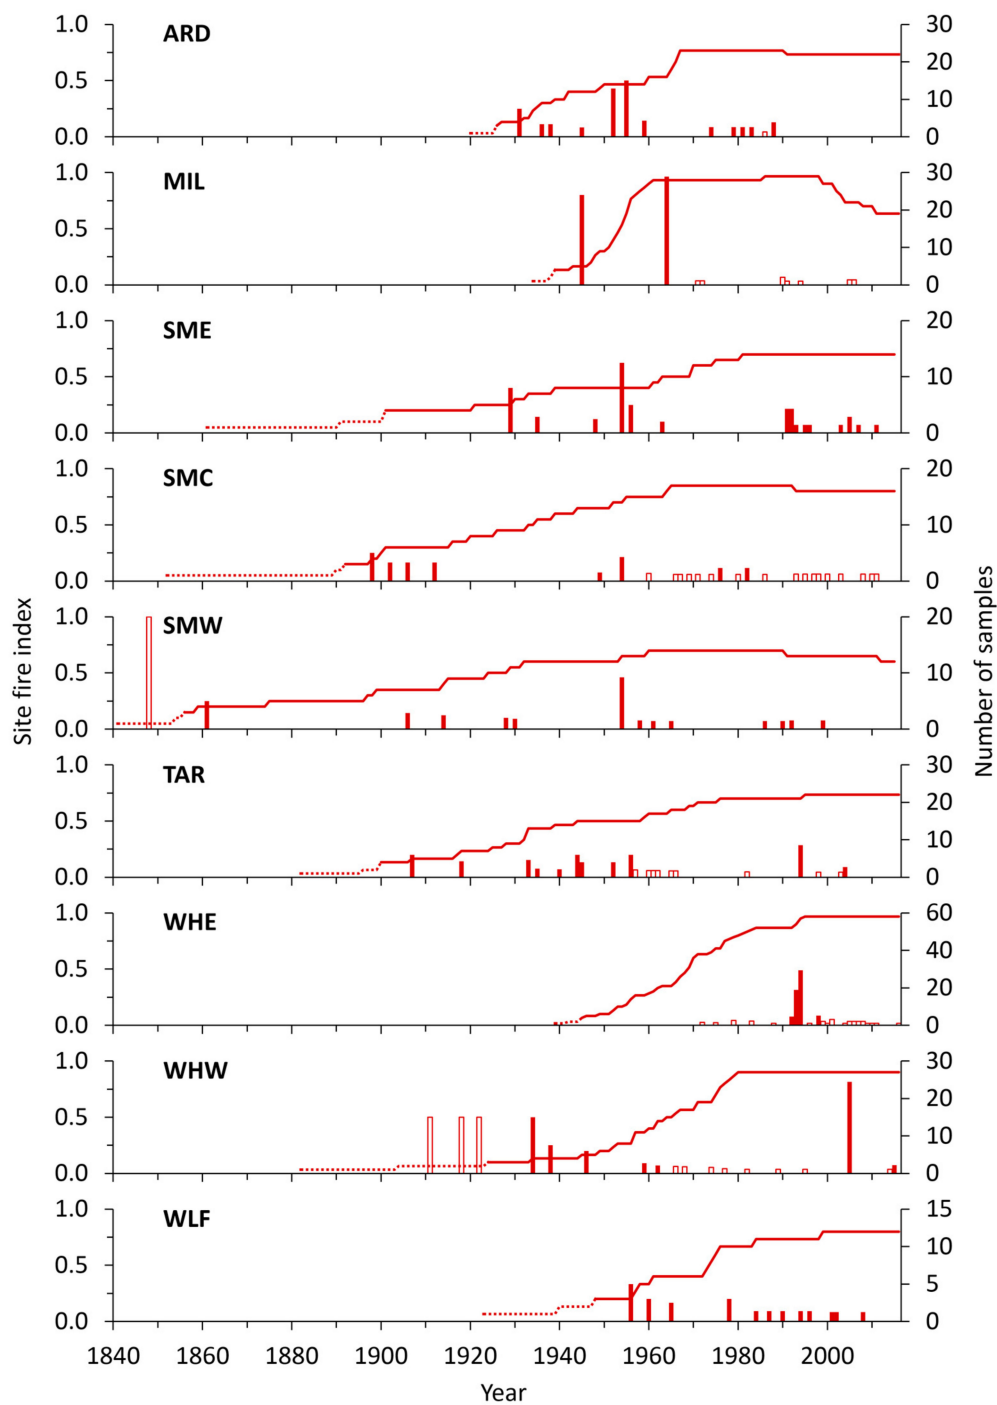 1.0 ARD 30
20
0.5
10
0.0 0
1.0 MIL 30
20
0.5
10
0.0 0
1.0 SME 20
0.5 10
0.0 0
1.0 SMC 20
0.5 10
0.0 0
1.0 SMW 20
0.5 10
0.0 0
1.0 TAR 30
20
0.5
10
0.0 0
1.0 WHE 60
40
0.5
20
0.0 0
1.0 WHW 30
20
0.5
10
0.0 0
1.0 WLF 15
10
0.5
5
0.0 0
1840 1860 1880 1900 1920 1940 1960 1980 2000
Year
Site fire index
Number of samples